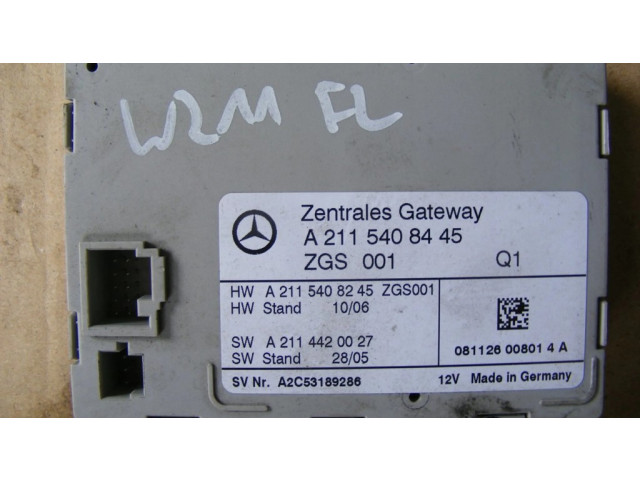 W211 FL
Zentrales Gateway
A 211 540 84 45
ZGS 001 Q1
HW A 211 540 82 45 ZGS001
HW Stand 10/06
SW A 211 442 00 27
SW Stand 28/05
081126 00801 4 A
SV Nr. A2C53189286 12V Made in Germany